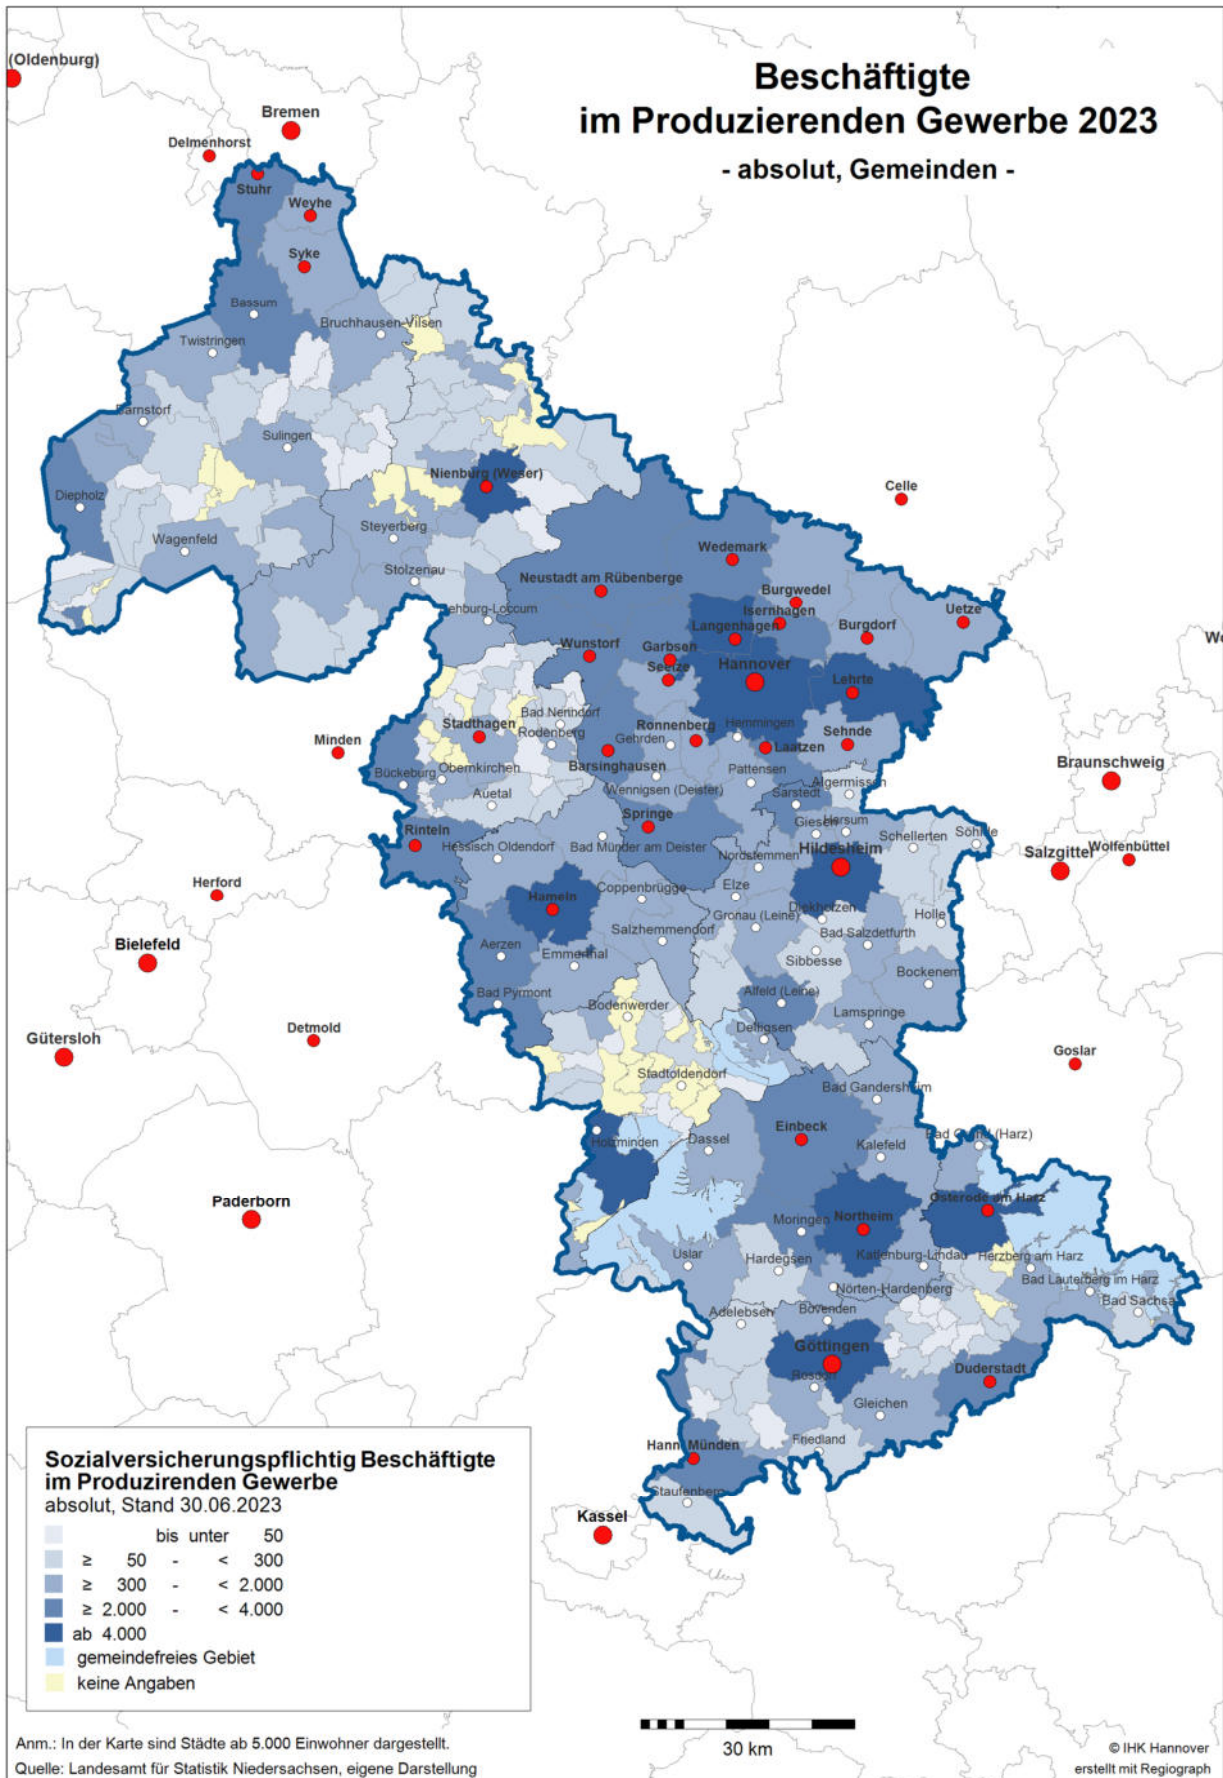 Beschäftigte
im Produzierenden Gewerbe 2023
- absolut, Gemeinden -
(Oldenburg)
Bremen
Delmenhorst
Stuhr
Weyhe
Syke
Bassum
Bruchhausen-Vilsen
Twistringen
Barnstorf
Sulingen
Nienburg (Weser)
Celle
Diepholz
Steyerberg
Wagenfeld
Wedemark
Stolzenau
Neustadt am Rübenberge
Burgwedel
ehburg-Loccum
Isernhagen
Uetze
Langenhagen
Burgdorf
Wunstorf
Garbsen
Hannover
Seelze
Lehrte
Bad Nenndorf
Stadthagen
Ronnenberg
Hemmingen
Sehnde
Minden
Rodenberg
Gehrden
Laatzen
Barsinghausen
Braunschweig
Obernkirchen
Bückeburg
Pattensen
Algermissen
Wennigsen (Deister)
Auetal
Sarstedt
Springe
Giesen
Harsum
Rinteln
Schellerten
Söhlde
Hessisch Oldendorf
Bad Münder am Deister
Hildesheim
Salzgitter
Wolfenbüttel
Nordstemmen
Herford
Coppenbrügge
Elze
Hameln
Diekholzen
Gronau (Leine)
Holle
Bielefeld
Salzhemmendorf
Bad Salzdetfurth
Aerzen
Emmerthal
Sibbesse
Bockenem
Bad Pyrmont
Alfeld (Leine)
Bodenwerder
Lamspringe
Detmold
Delligsen
Gütersloh
Goslar
Stadtoldendorf
Bad Gandersheim
Einbeck
Bad Grund (Harz)
Holzminden
Dassel
Kalefeld
Paderborn
Osterode am Harz
Northeim
Moringen
Uslar
Hardegsen
Katlenburg-Lindau
Herzberg am Harz
Nörten-Hardenberg
Bad Lauterberg im Harz
Bad Sachsa
Adelebsen
Bovenden
Göttingen
Duderstadt
Rosdorf
Gleichen
Hann. Münden
Friedland
Staufenberg
Kassel
We
Sozialversicherungspflichtig Beschäftigte
im Produzirenden Gewerbe
absolut, Stand 30.06.2023
bis unter 50
≥ 50 - < 300
≥ 300 - < 2.000
≥ 2.000 - < 4.000
ab 4.000
gemeindefreies Gebiet
keine Angaben
30 km
Anm.: In der Karte sind Städte ab 5.000 Einwohner dargestellt.
Quelle: Landesamt für Statistik Niedersachsen, eigene Darstellung
© IHK Hannover
erstellt mit Regiograph